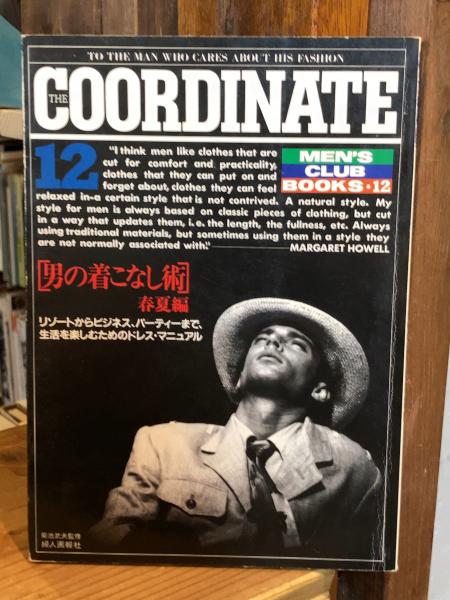 TO THE MAN WHO CARES ABOUT HIS FASHION
THE COORDINATE
12
"I think men like clothes that are
cut for comfort and practicality,
clothes that they can put on and
forget about, clothes they can feel
relaxed in-a certain style that is not contrived. A natural style. My
style for men is always based on classic pieces of clothing, but cut
in a way that updates them, i.e. the length, the fullness, etc. Always
using traditional materials, but sometimes using them in a style they
are not normally associated with."
MARGARET HOWELL
MEN'S
CLUB
BOOKS・12
[男の着こなし術]
春夏編
リゾートからビジネス、パーティーまで、
生活を楽しむためのドレス・マニュアル
菊池武夫監修
婦人画報社